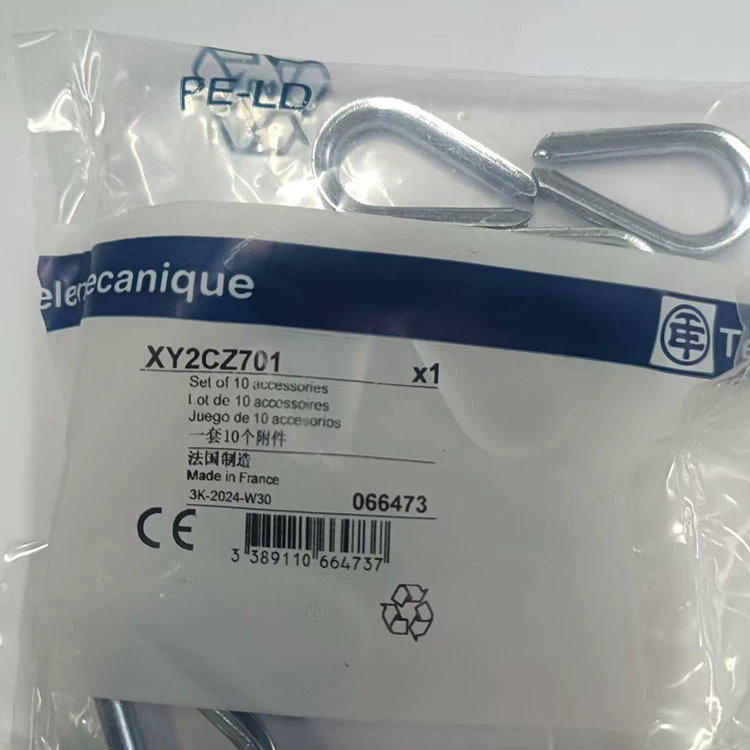 PE-LD
Telemecanique
XY2CZ701 x1
Set of 10 accessories
Lot de 10 accessoires
Juego de 10 accesorios
一套10个附件
法国制造
Made in France
3K-2024-W30 066473
CE
3 389110 664737